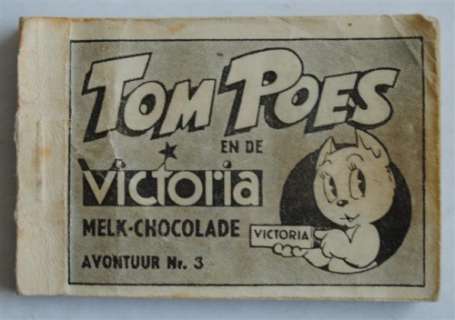 TOM POES
EN DE
Victoria
MELK-CHOCOLADE
VICTORIA
AVONTUUR Nr. 3